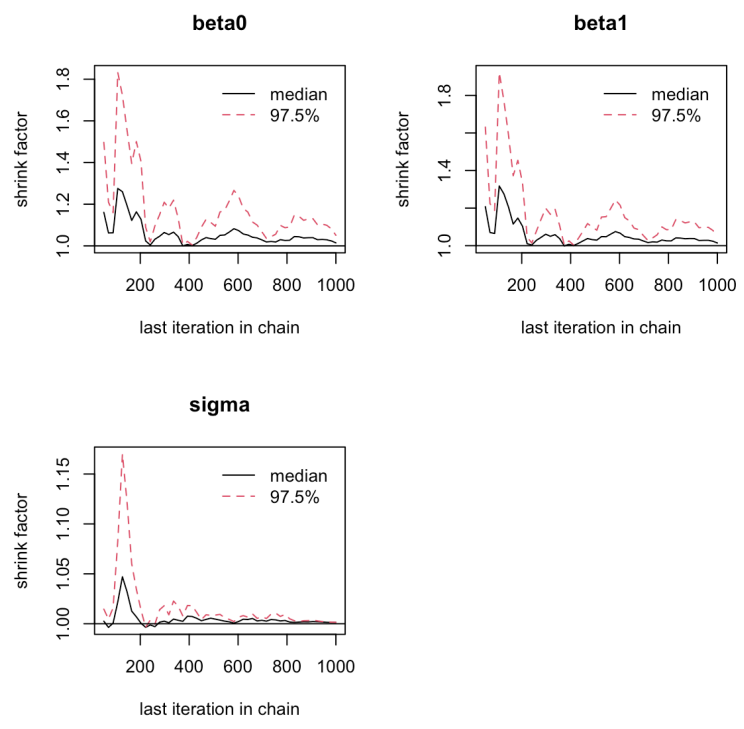 beta0
shrink factor
1.0 1.2 1.4 1.6 1.8
median
97.5%
200 400 600 800 1000
last iteration in chain
beta1
shrink factor
1.0 1.4 1.8
median
97.5%
200 400 600 800 1000
last iteration in chain
sigma
shrink factor
1.00 1.05 1.10 1.15
median
97.5%
200 400 600 800 1000
last iteration in chain